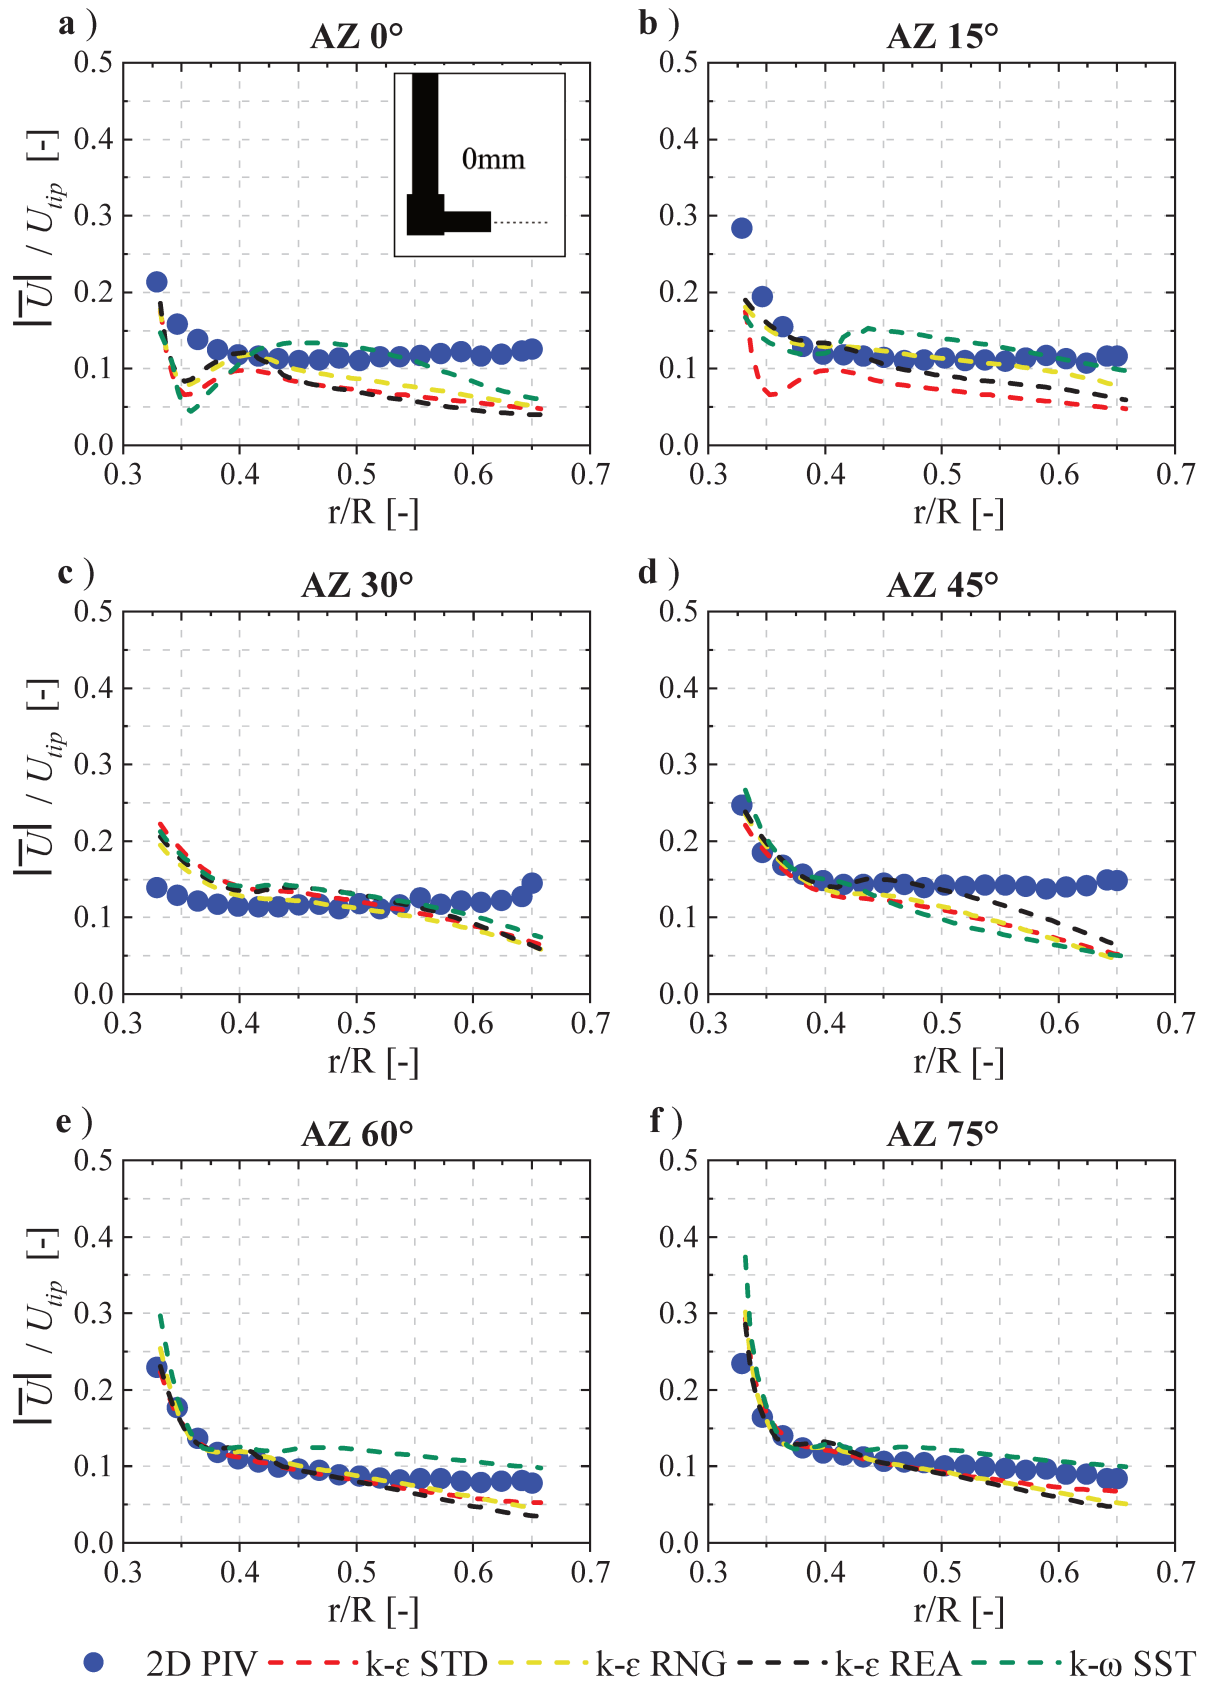 a )
AZ 0°
b )
AZ 15°
|U̅| / U_tip [-]
0.5
0.4
0.3
0.2
0.1
0.0
0mm
0.3 0.4 0.5 0.6 0.7
r/R [-]
0.5
0.4
0.3
0.2
0.1
0.0
0.3 0.4 0.5 0.6 0.7
r/R [-]
c )
AZ 30°
d )
AZ 45°
|U̅| / U_tip [-]
0.5
0.4
0.3
0.2
0.1
0.0
0.3 0.4 0.5 0.6 0.7
r/R [-]
0.5
0.4
0.3
0.2
0.1
0.0
0.3 0.4 0.5 0.6 0.7
r/R [-]
e )
AZ 60°
f )
AZ 75°
|U̅| / U_tip [-]
0.5
0.4
0.3
0.2
0.1
0.0
0.3 0.4 0.5 0.6 0.7
r/R [-]
0.5
0.4
0.3
0.2
0.1
0.0
0.3 0.4 0.5 0.6 0.7
r/R [-]
2D PIV k-ε STD k-ε RNG k-ε REA k-ω SST